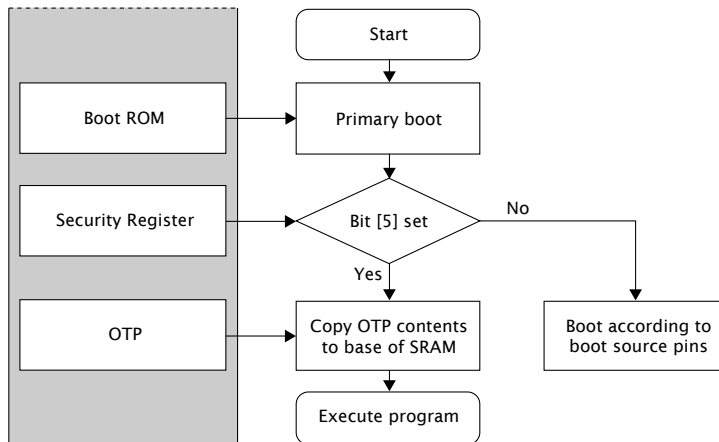 Start
Boot ROM
Primary boot
Security Register
Bit [5] set
No
Yes
OTP
Copy OTP contents
to base of SRAM
Boot according to
boot source pins
Execute program